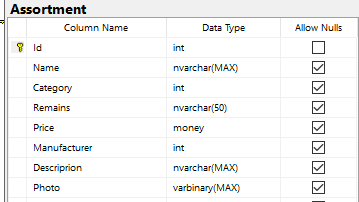 Assortment
Column Name Data Type Allow Nulls
Id int
Name nvarchar(MAX)
Category int
Remains nvarchar(50)
Price money
Manufacturer int
Descriprion nvarchar(MAX)
Photo varbinary(MAX)